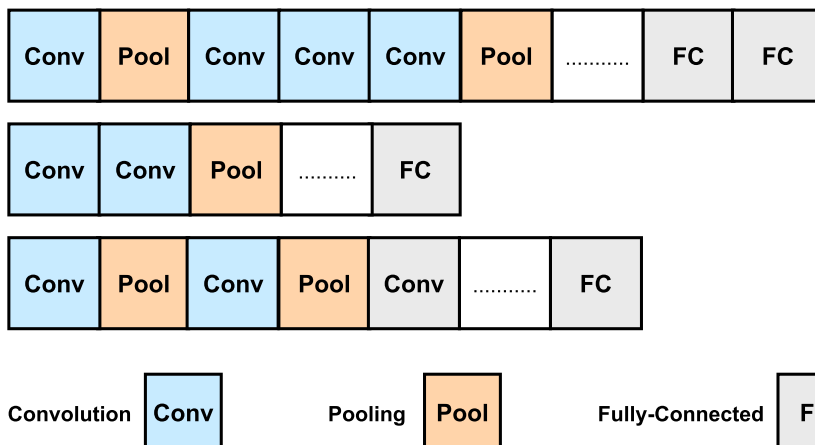 Conv Pool Conv Conv Conv Pool ........... FC FC
Conv Conv Pool .......... FC
Conv Pool Conv Pool Conv ........... FC
Convolution Conv Pooling Pool Fully-Connected F